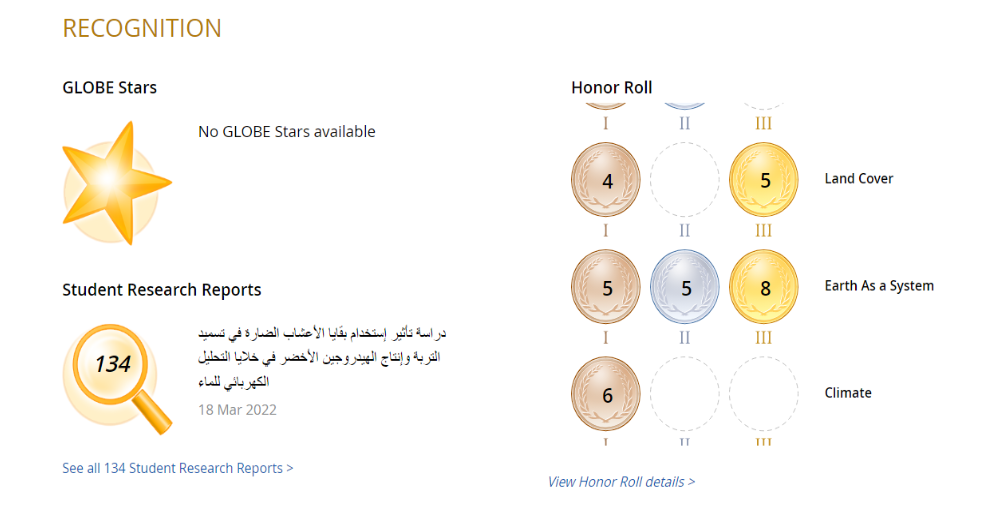 RECOGNITION
GLOBE Stars
No GLOBE Stars available
Student Research Reports
134
دراسة تأثير إستخدام بقايا الأعشاب الضارة في تسميد
التربة وإنتاج الهيدروجين الأخضر في خلايا التحليل
الكهربائي للماء
18 Mar 2022
See all 134 Student Research Reports >
Honor Roll
I II III
4 5 Land Cover
I II III
5 5 8 Earth As a System
I II III
6 Climate
I II III
View Honor Roll details >